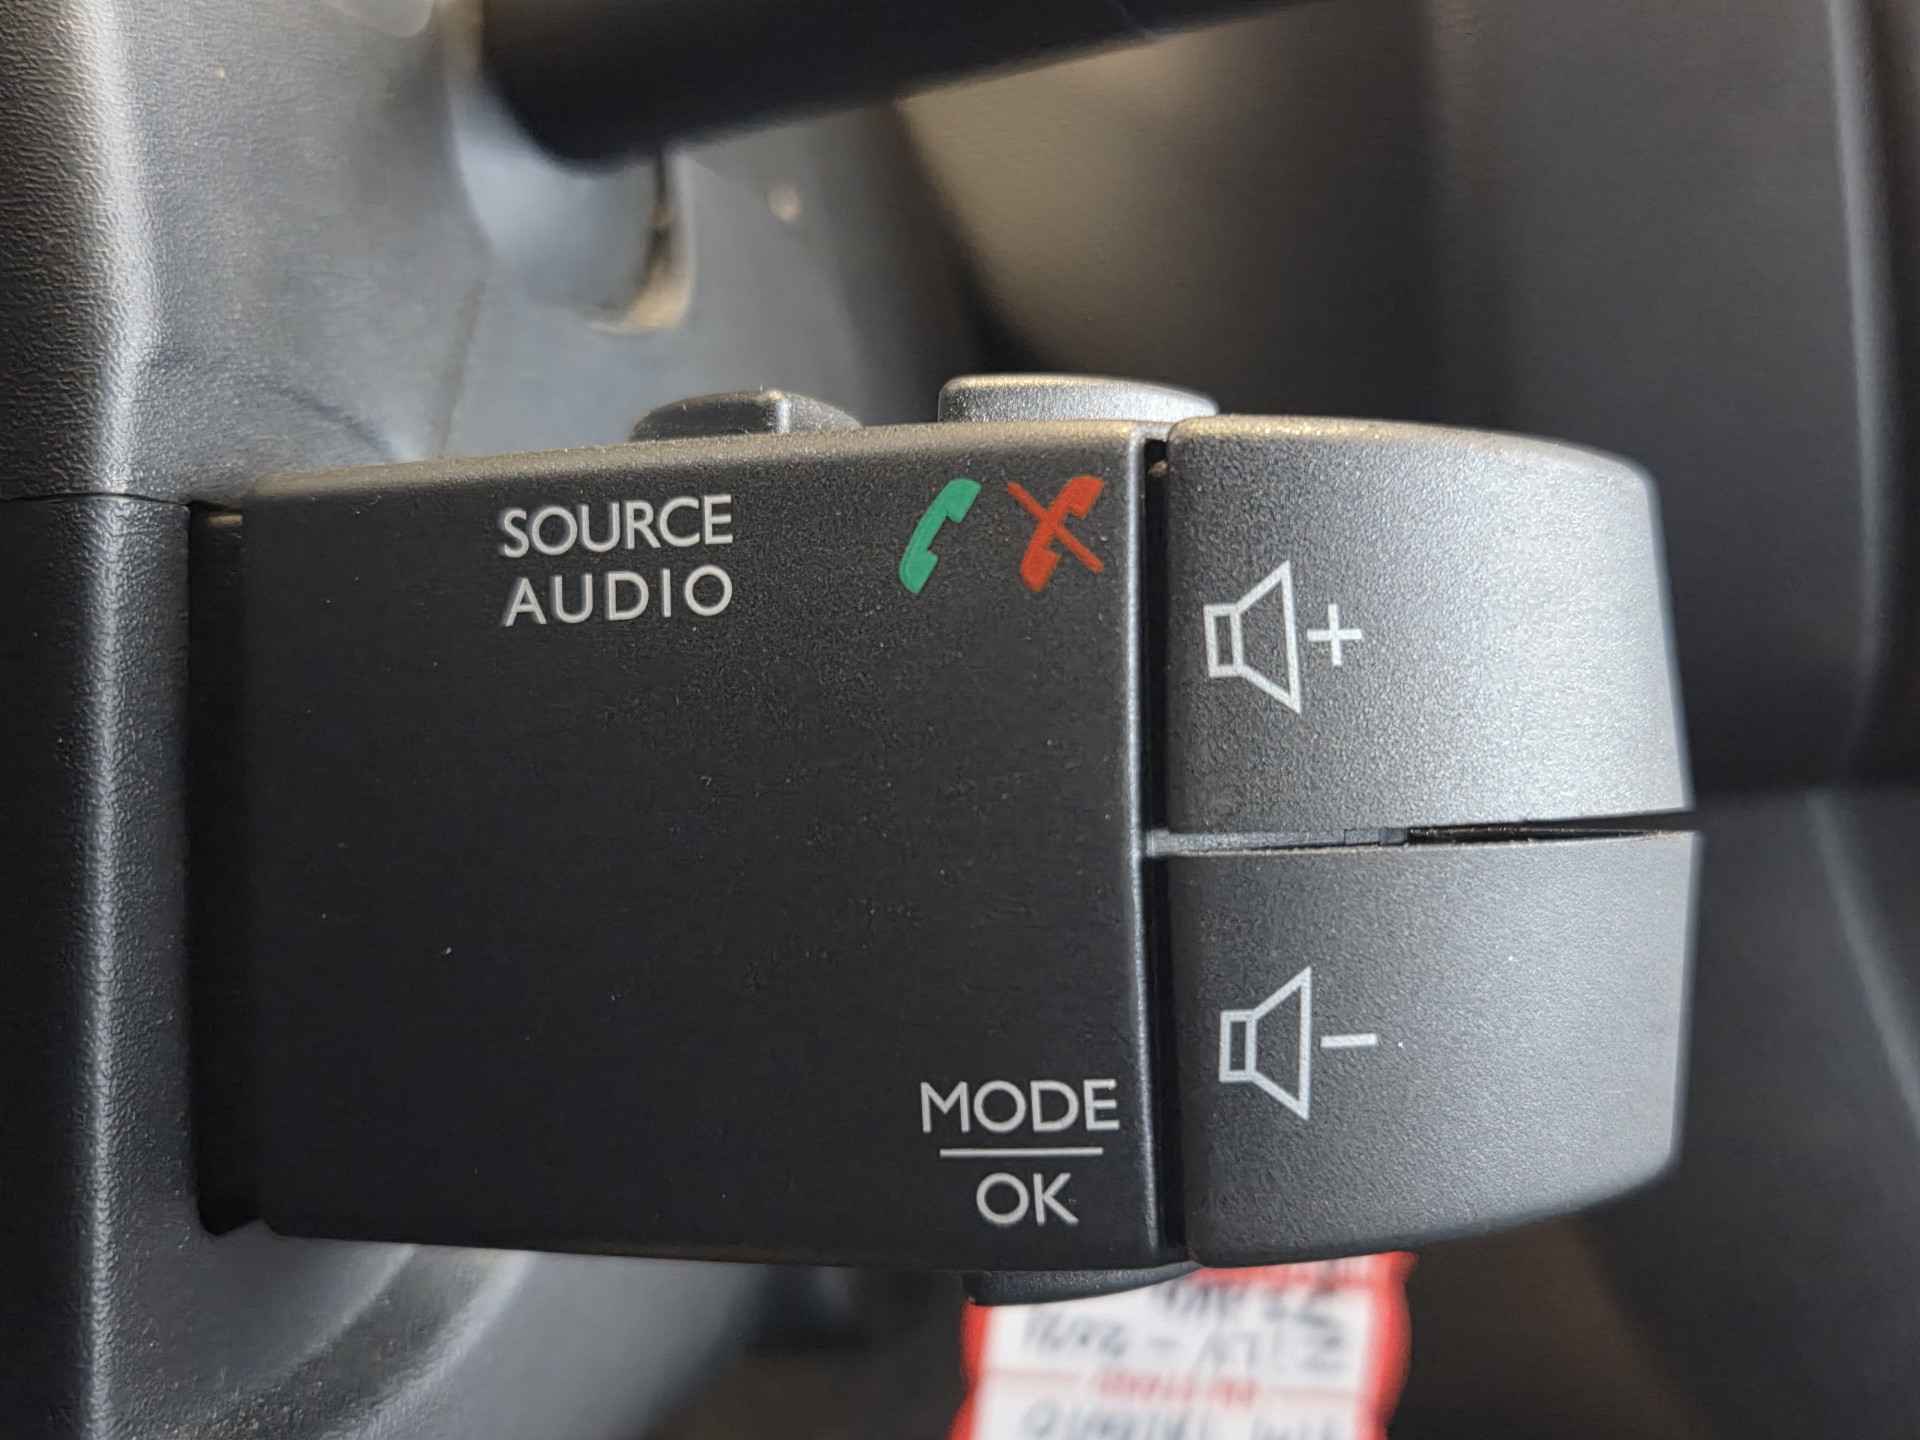 SOURCE
AUDIO
+
MODE
OK
-